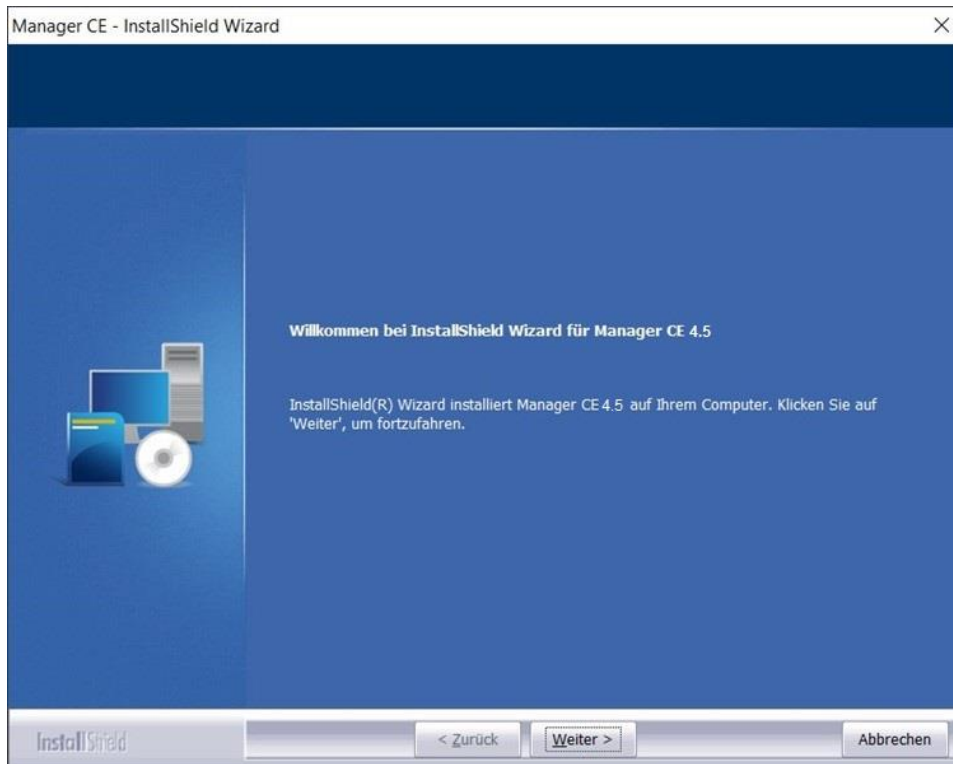 Manager CE - InstallShield Wizard
Willkommen bei InstallShield Wizard für Manager CE 4.5
InstallShield(R) Wizard installiert Manager CE 4.5 auf Ihrem Computer. Klicken Sie auf
'Weiter', um fortzufahren.
InstallShield
< Zurück
Weiter >
Abbrechen